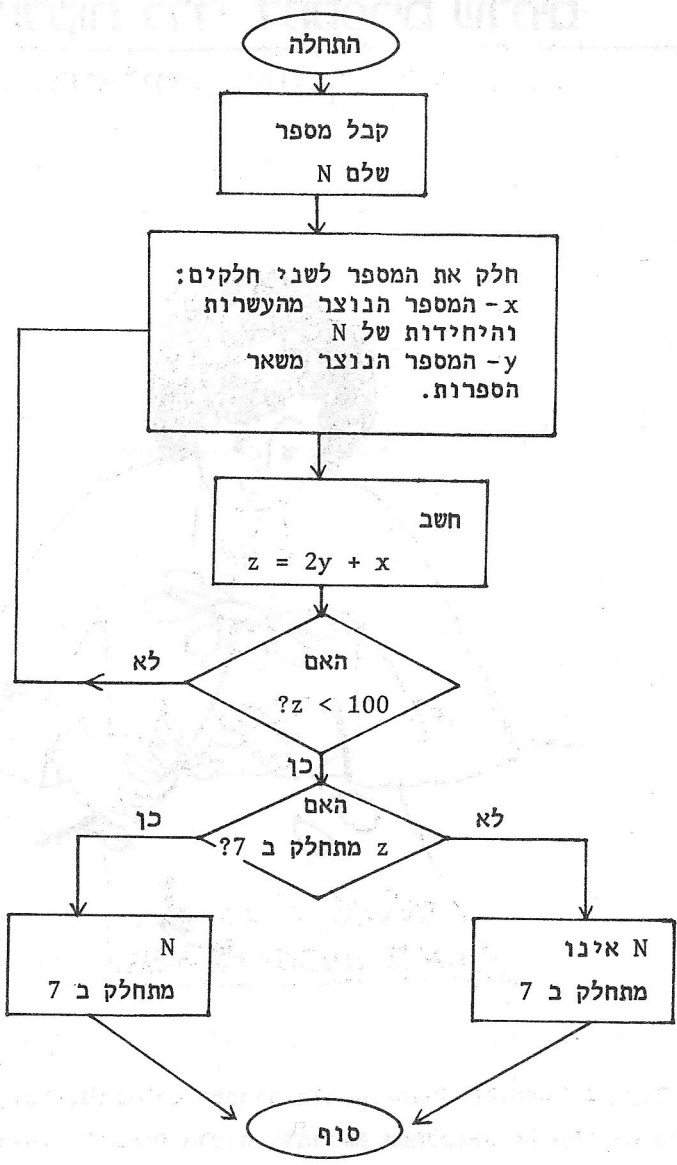 התחלה
קבל מספר
שלם N
חלק את המספר לשני חלקים:
x - המספר הנוצר מהעשרות
והיחידות של N
y - המספר הנוצר משאר
הספרות.
חשב
z = 2y + x
האם
z < 100?
לא
כן
האם
z מתחלק ב 7?
כן
לא
N
מתחלק ב 7
N אינו
מתחלק ב 7
סוף